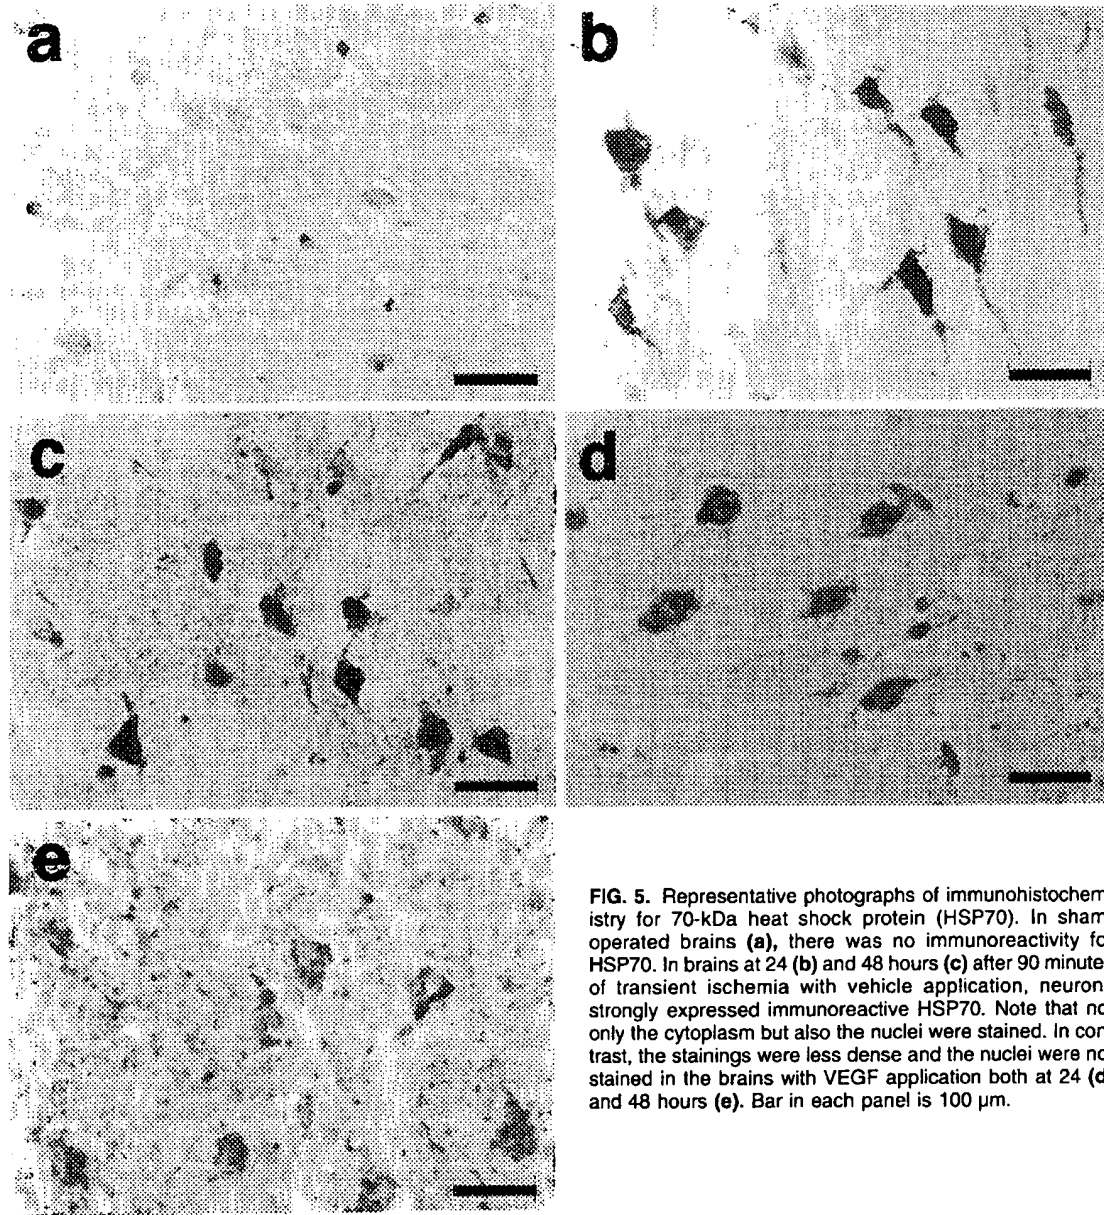 a
b
c
d
e
FIG. 5. Representative photographs of immunohistochem
istry for 70-kDa heat shock protein (HSP70). In sham
operated brains (a), there was no immunoreactivity fo
HSP70. In brains at 24 (b) and 48 hours (c) after 90 minute
of transient ischemia with vehicle application, neuron
strongly expressed immunoreactive HSP70. Note that no
only the cytoplasm but also the nuclei were stained. In con
trast, the stainings were less dense and the nuclei were no
stained in the brains with VEGF application both at 24 (d
and 48 hours (e). Bar in each panel is 100 µm.